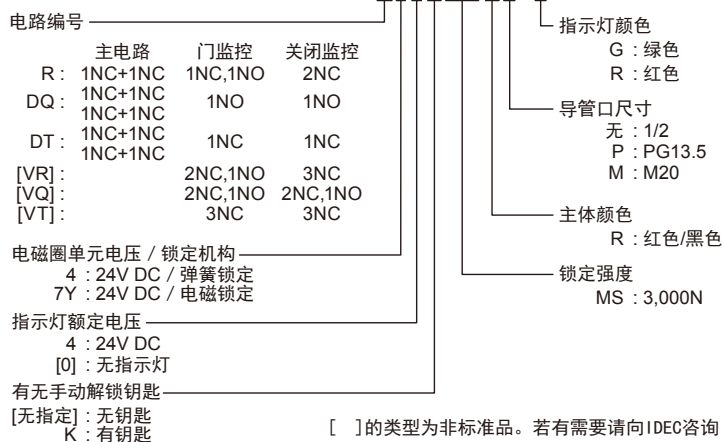 电路编号
主电路 门监控 关闭监控
R : 1NC+1NC 1NC,1NO 2NC
DQ : 1NC+1NC 1NC+1NC 1NO 1NO
DT : 1NC+1NC 1NC+1NC 1NC 1NC
[VR] : 2NC,1NO 3NC
[VQ] : 2NC,1NO 2NC,1NO
[VT] : 3NC 3NC
电磁圈单元电压 / 锁定机构
4 : 24V DC / 弹簧锁定
7Y : 24V DC / 电磁锁定
指示灯额定电压
4 : 24V DC
[0] : 无指示灯
有无手动解锁钥匙
[无指定] : 无钥匙
K : 有钥匙
指示灯颜色
G : 绿色
R : 红色
导管口尺寸
无 : 1/2
P : PG13.5
M : M20
主体颜色
R : 红色/黑色
锁定强度
MS : 3,000N
[ ]的类型为非标准品。若有需要请向IDEC咨询